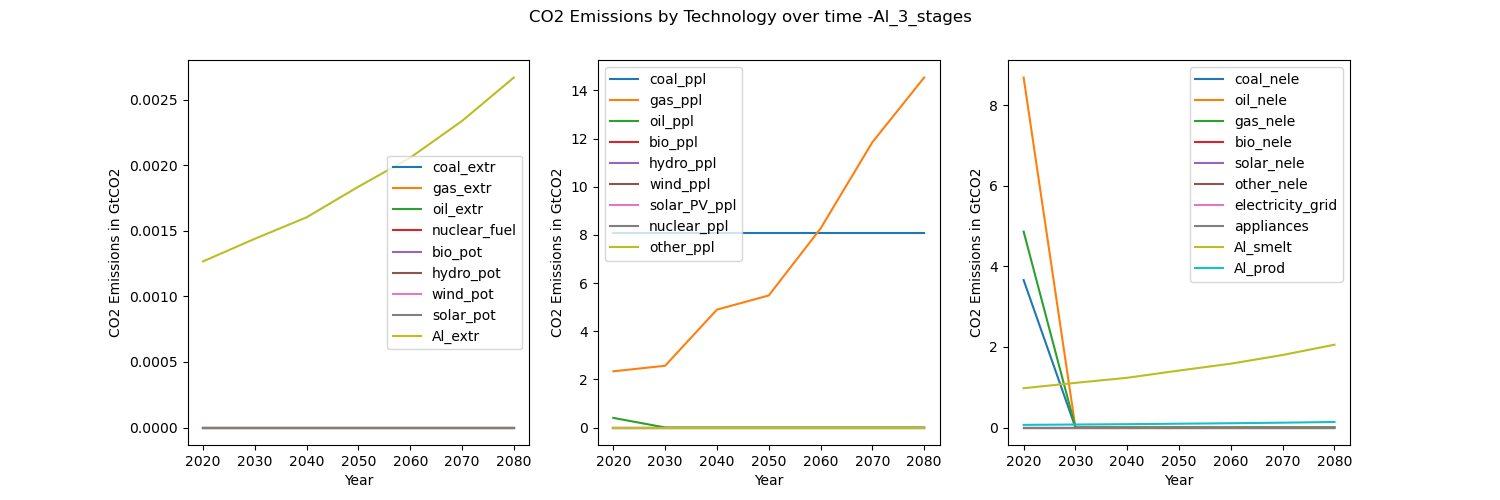 CO2 Emissions by Technology over time -Al_3_stages
CO2 Emissions in GtCO2
0.0025
0.0020
0.0015
0.0010
0.0005
0.0000
coal_extr
gas_extr
oil_extr
nuclear_fuel
bio_pot
hydro_pot
wind_pot
solar_pot
Al_extr
2020 2030 2040 2050 2060 2070 2080
Year
CO2 Emissions in GtCO2
14
12
10
8
6
4
2
0
coal_ppl
gas_ppl
oil_ppl
bio_ppl
hydro_ppl
wind_ppl
solar_PV_ppl
nuclear_ppl
other_ppl
2020 2030 2040 2050 2060 2070 2080
Year
CO2 Emissions in GtCO2
8
6
4
2
0
coal_nele
oil_nele
gas_nele
bio_nele
solar_nele
other_nele
electricity_grid
appliances
Al_smelt
Al_prod
2020 2030 2040 2050 2060 2070 2080
Year